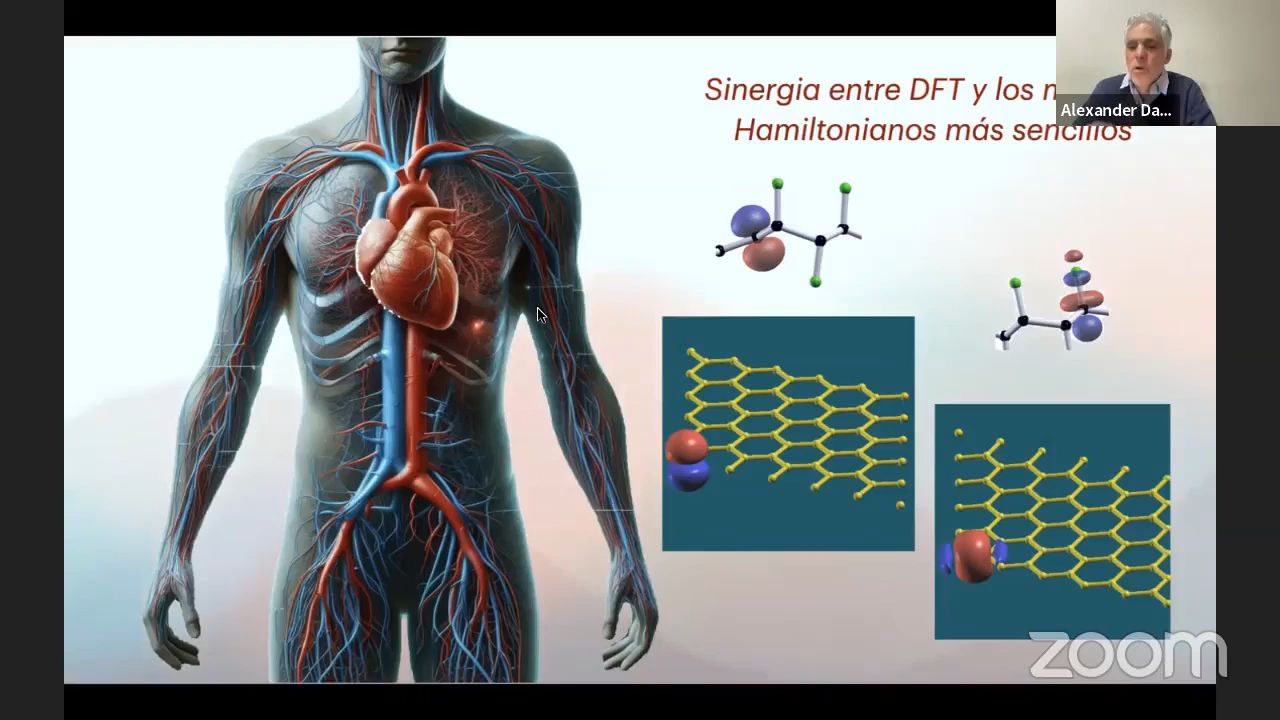 Sinergia entre DFT y los
Hamiltonianos más sencillos
Alexander Da...
zoom